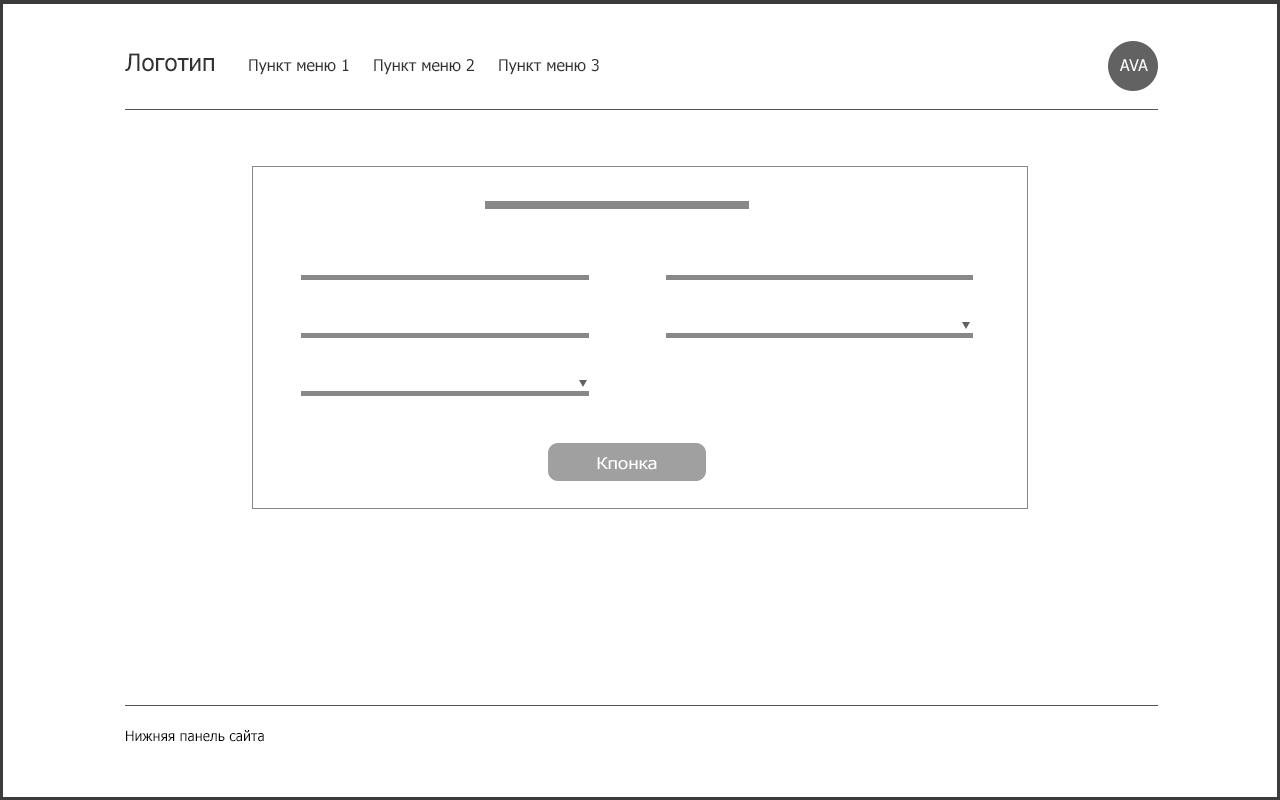 Логотип Пункт меню 1 Пункт меню 2 Пункт меню 3 AVA
Кпонка
Нижняя панель сайта